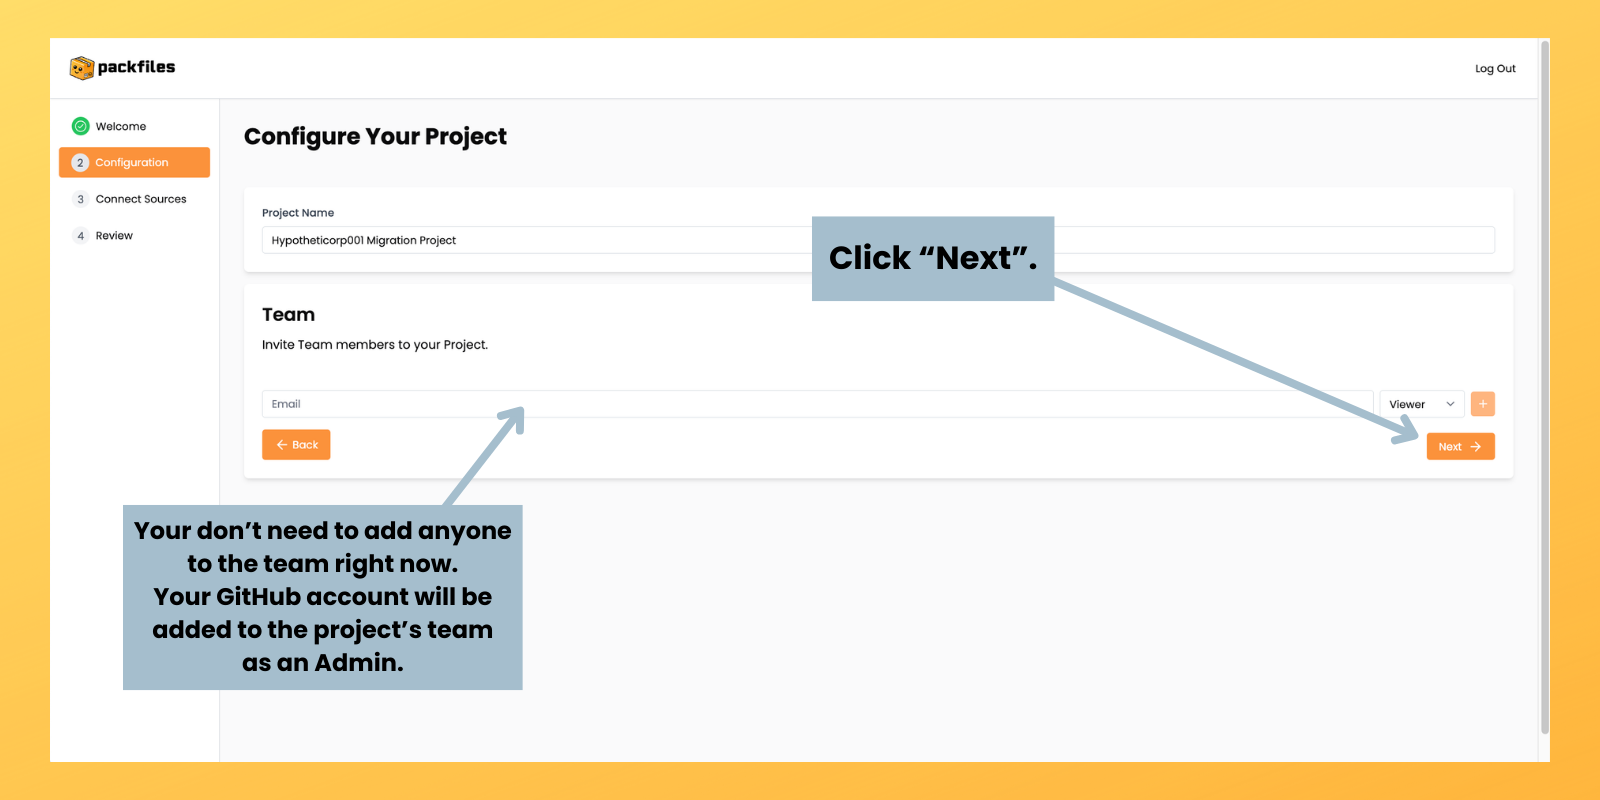 packfiles
Log Out
Welcome
2 Configuration
3 Connect Sources
4 Review
Configure Your Project
Project Name
Hypotheticorp001 Migration Project
Click “Next”.
Team
Invite Team members to your Project.
Email
Viewer
+
← Back
Next →
Your don’t need to add anyone
to the team right now.
Your GitHub account will be
added to the project’s team
as an Admin.